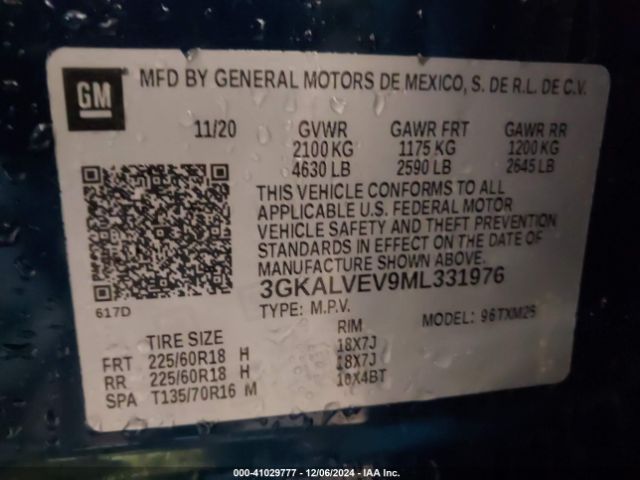 GM
MFD BY GENERAL MOTORS DE MEXICO, S. DE R.L. DE C.V.
11/20 GVWR GAWR FRT GAWR RR
2100 KG 1175 KG 1200 KG
4630 LB 2590 LB 2645 LB
THIS VEHICLE CONFORMS TO ALL
APPLICABLE U.S. FEDERAL MOTOR
VEHICLE SAFETY AND THEFT PREVENTION
STANDARDS IN EFFECT ON THE DATE OF
MANUFACTURE SHOWN ABOVE.
3GKALVEV9ML331976
617D
TYPE: M.P.V. MODEL: 96TXM26
TIRE SIZE RIM
FRT 225/60R18 H 18X7J
RR 225/60R18 H 18X7J
SPA T135/70R16 M 16X4BT
000-41029777 - 12/06/2024 - IAA Inc.